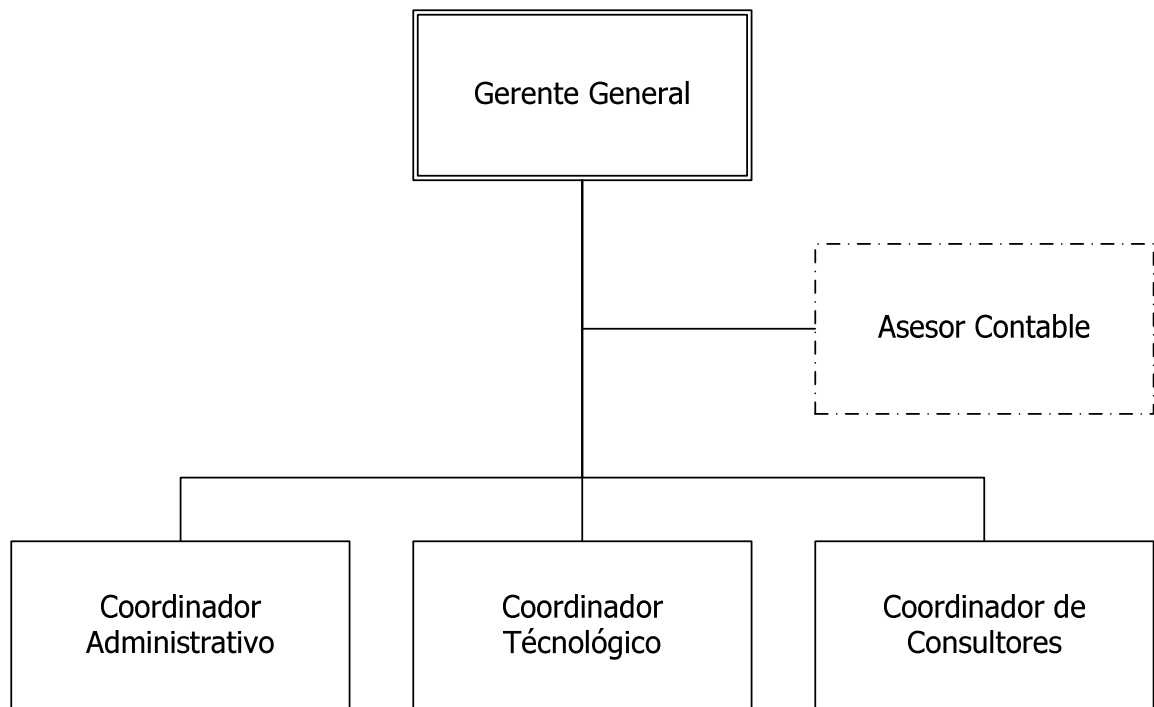 Gerente General
Asesor Contable
Coordinador
Administrativo
Coordinador
Técnológico
Coordinador de
Consultores